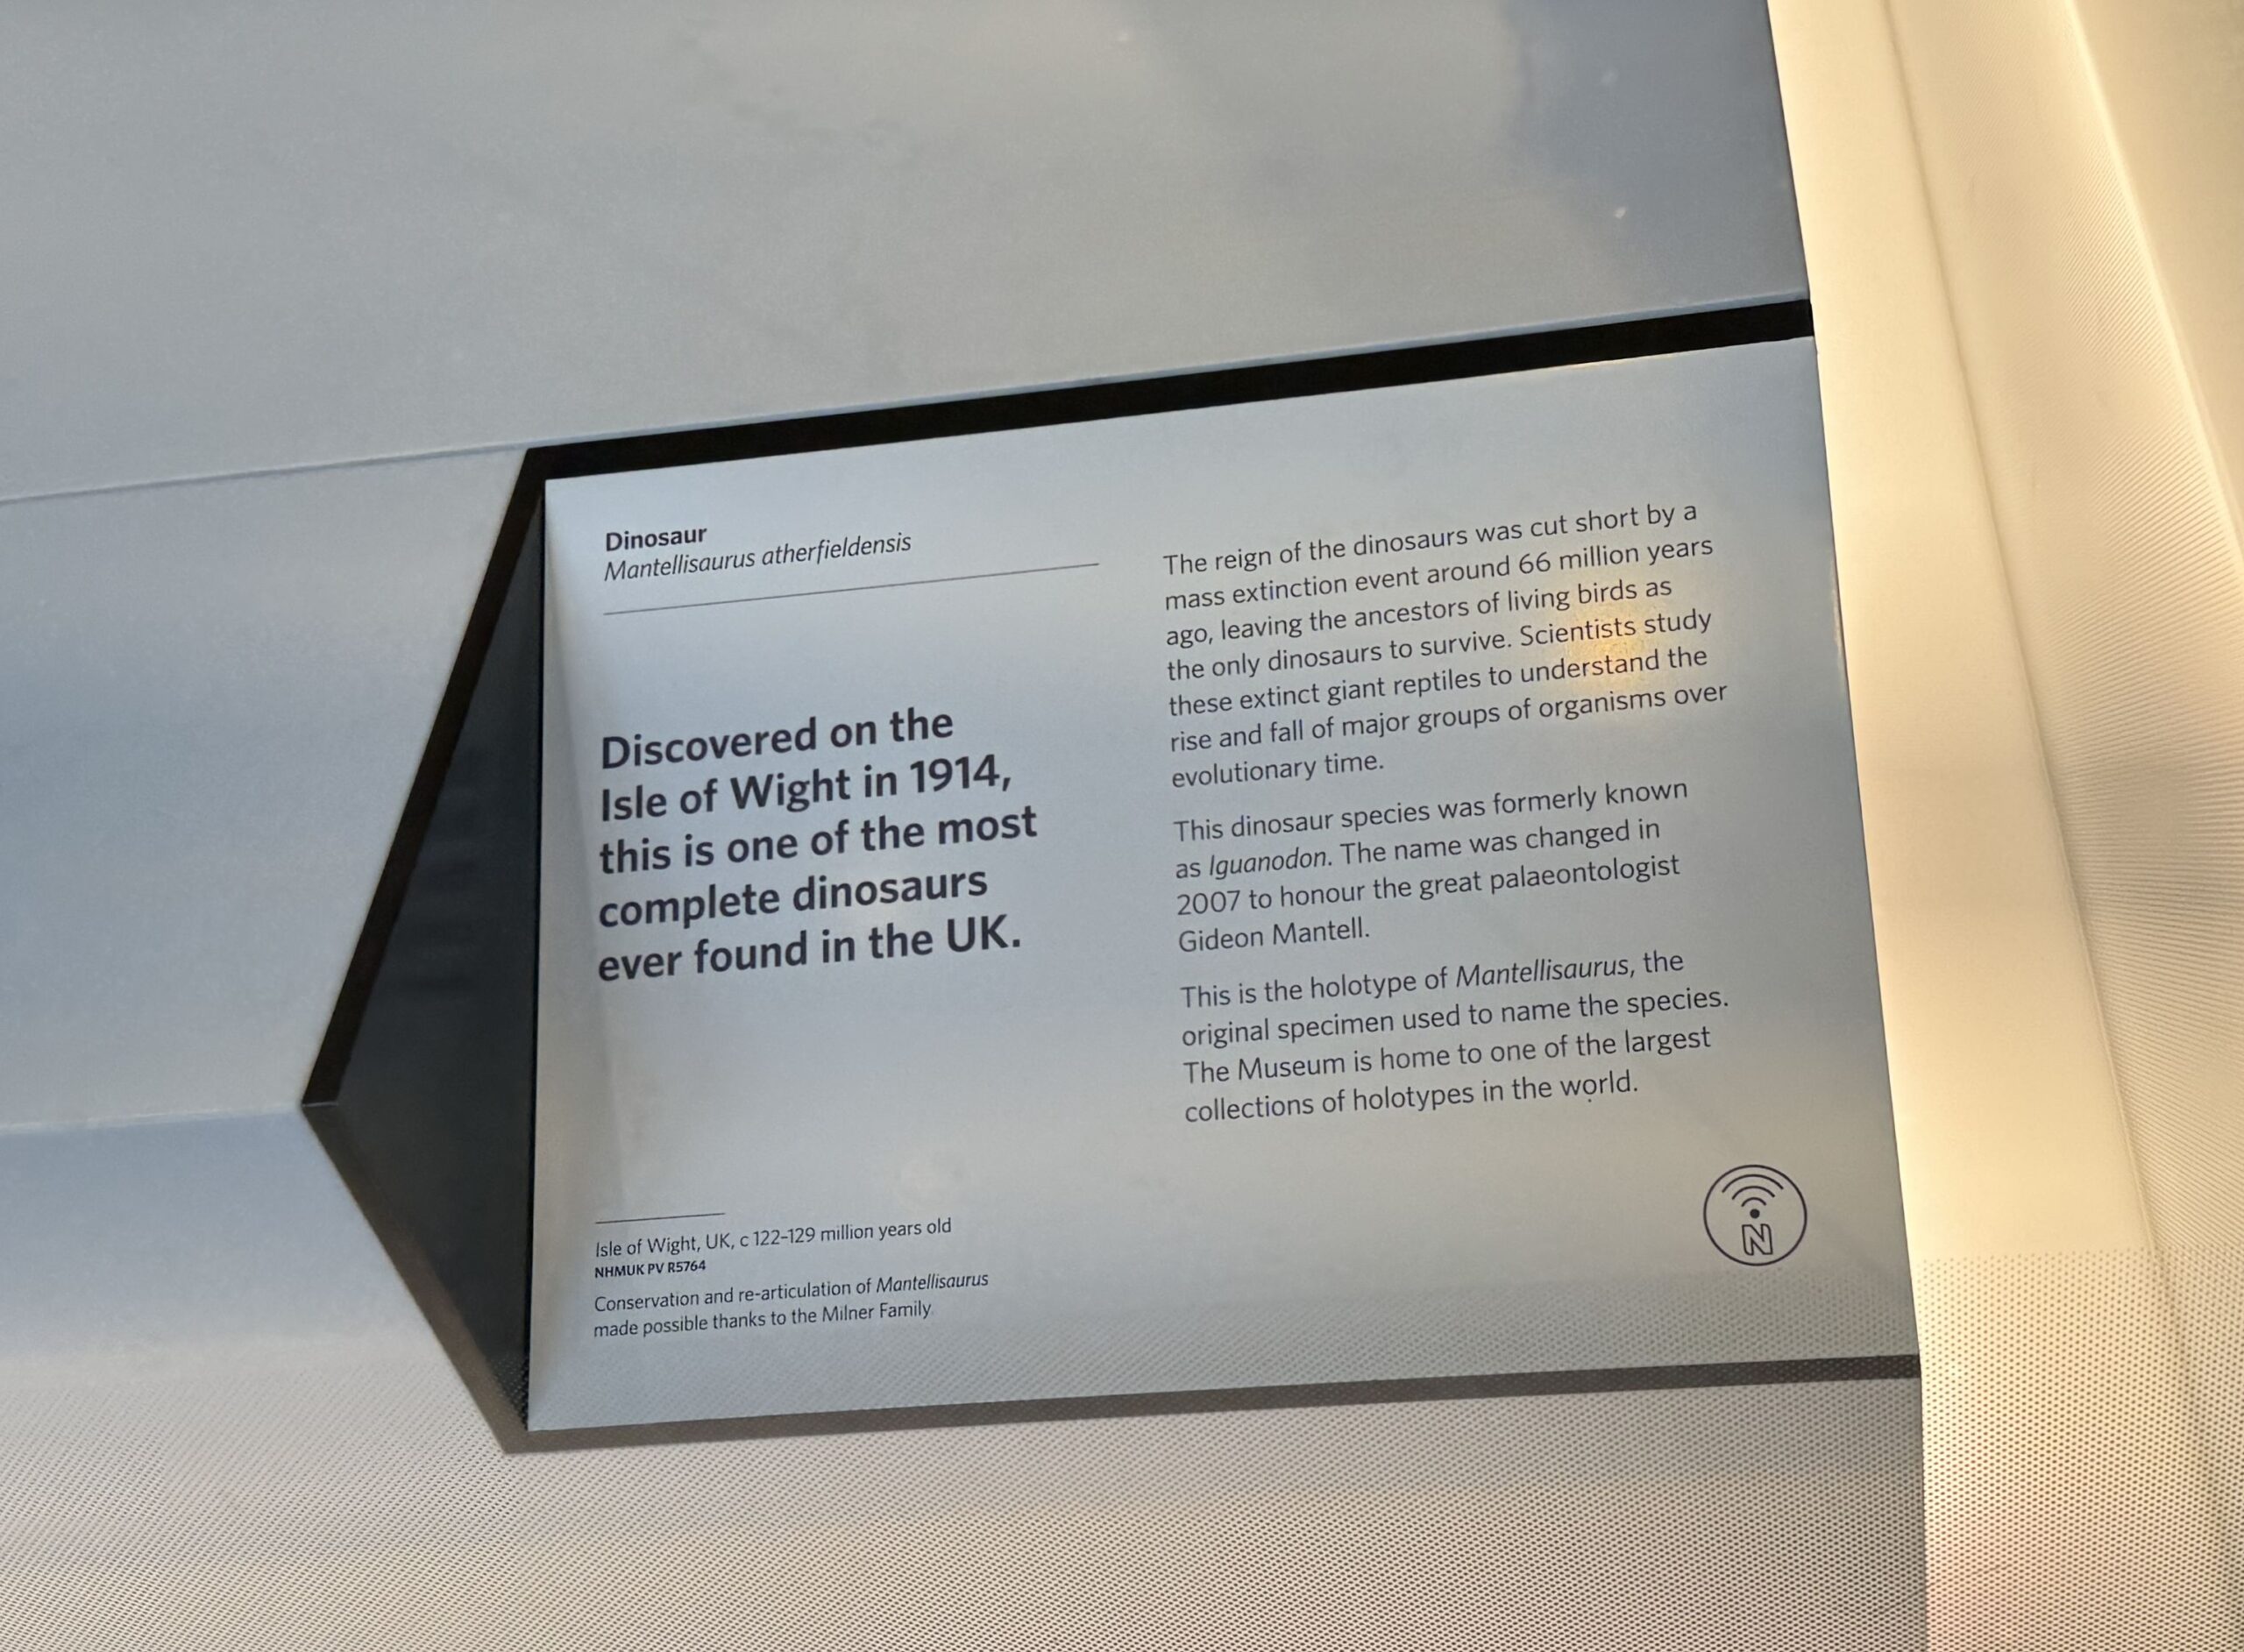 Dinosaur
Mantellisaurus atherfieldensis
Discovered on the
Isle of Wight in 1914,
this is one of the most
complete dinosaurs
ever found in the UK.
Isle of Wight, UK, c 122–129 million years old
NHMUK PV R5764
Conservation and re-articulation of Mantellisaurus
made possible thanks to the Milner Family
The reign of the dinosaurs was cut short by a
mass extinction event around 66 million years
ago, leaving the ancestors of living birds as
the only dinosaurs to survive. Scientists study
these extinct giant reptiles to understand the
rise and fall of major groups of organisms over
evolutionary time.
This dinosaur species was formerly known
as Iguanodon. The name was changed in
2007 to honour the great palaeontologist
Gideon Mantell.
This is the holotype of Mantellisaurus, the
original specimen used to name the species.
The Museum is home to one of the largest
collections of holotypes in the world.
N